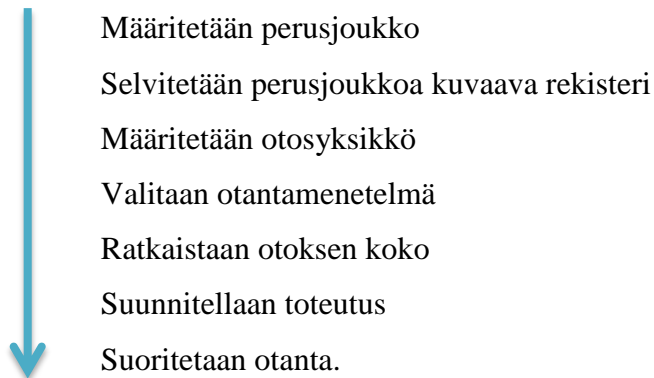 Määritetään perusjoukko
Selvitetään perusjoukkoa kuvaava rekisteri
Määritetään otosyksikkö
Valitaan otantamenetelmä
Ratkaistaan otoksen koko
Suunnitellaan toteutus
Suoritetaan otanta.